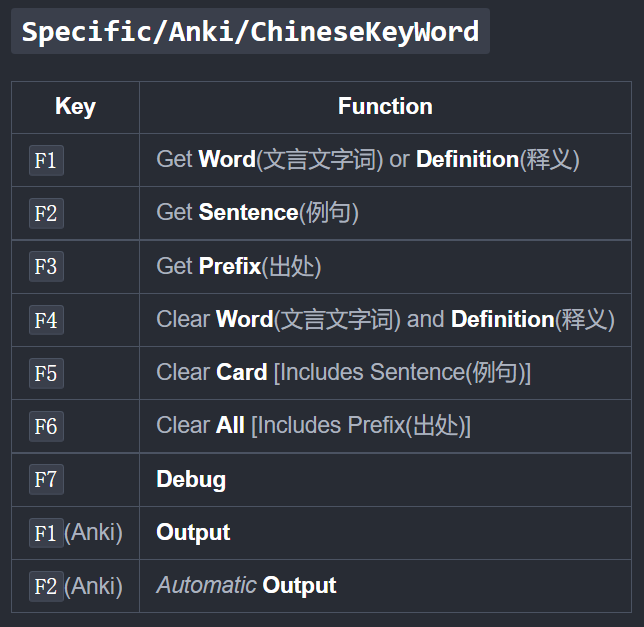 Specific/Anki/ChineseKeyWord
Key Function
F1 Get Word(文言文字词) or Definition(释义)
F2 Get Sentence(例句)
F3 Get Prefix(出处)
F4 Clear Word(文言文字词) and Definition(释义)
F5 Clear Card [Includes Sentence(例句)]
F6 Clear All [Includes Prefix(出处)]
F7 Debug
F1(Anki) Output
F2(Anki) Automatic Output